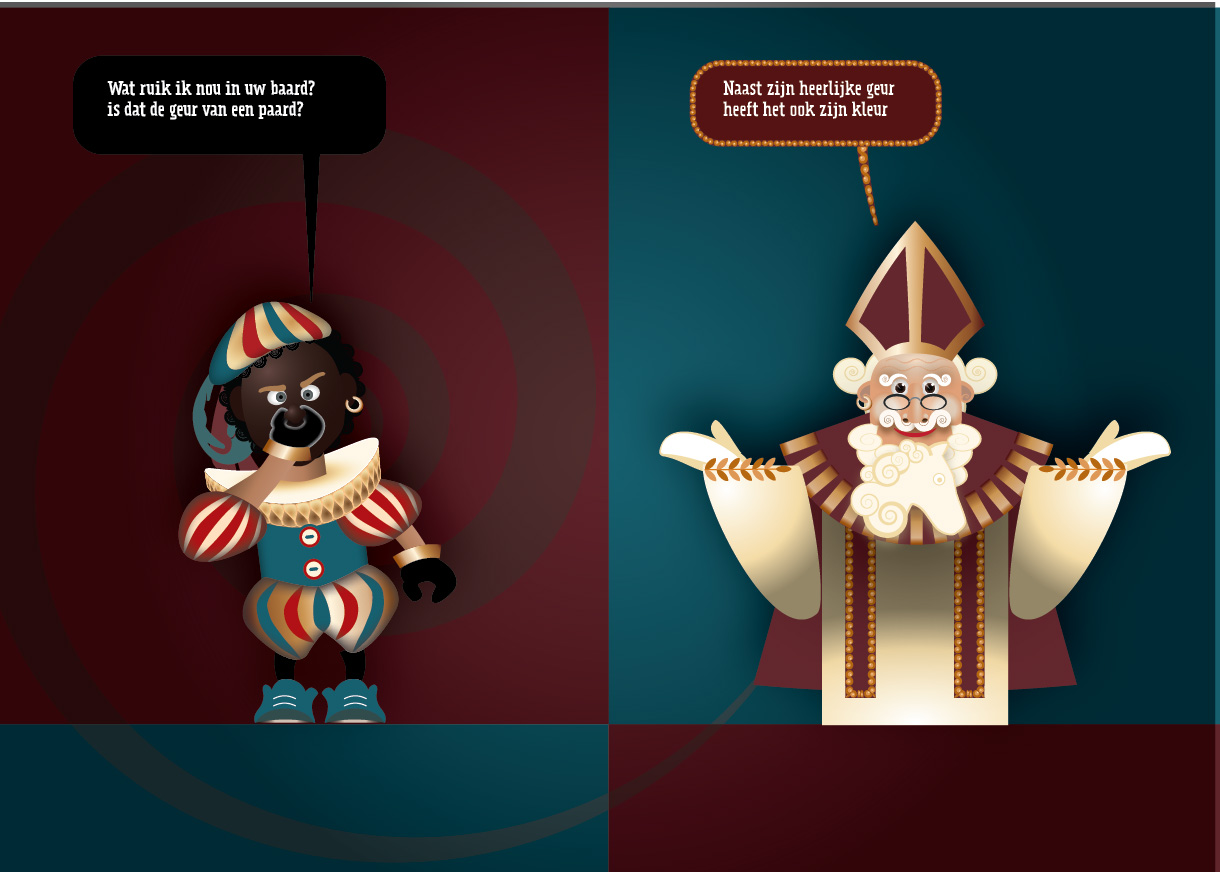 Wat ruik ik nou in uw baard?
is dat de geur van een paard?
Naast zijn heerlijke geur
heeft het ook zijn kleur